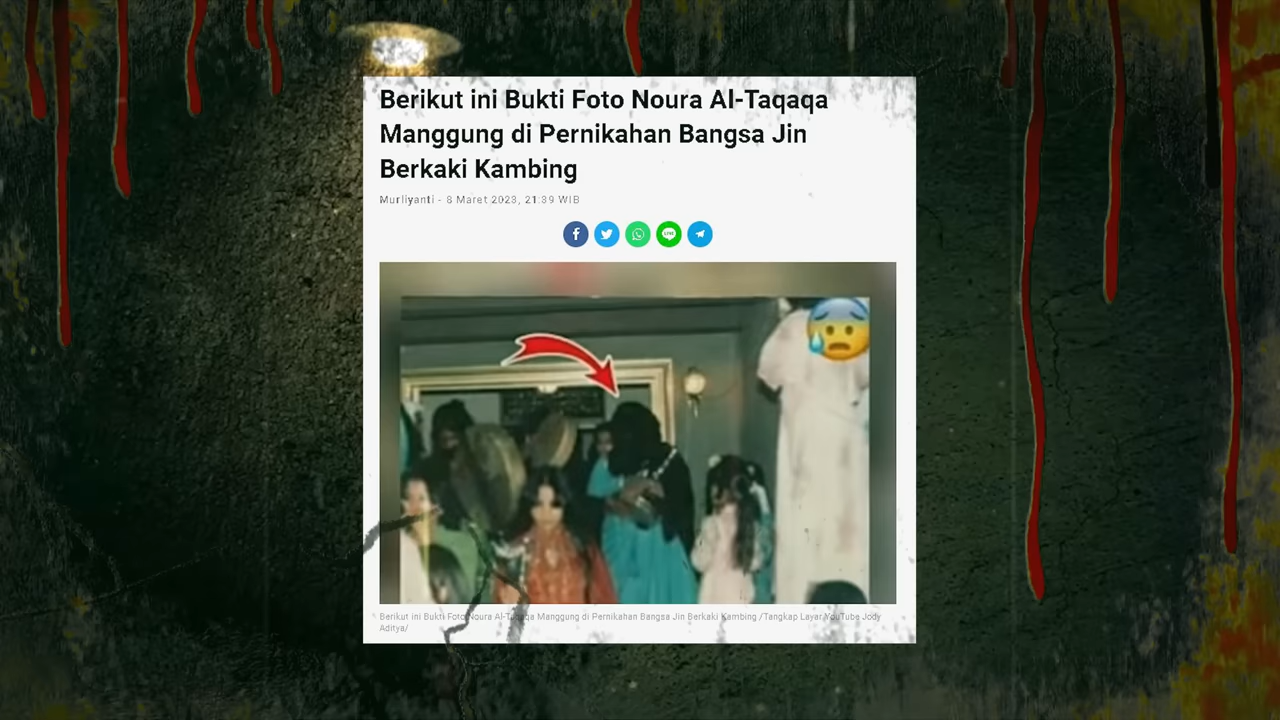 Berikut ini Bukti Foto Noura Al-Taqaqa
Manggung di Pernikahan Bangsa Jin
Berkaki Kambing
Murliyanti - 8 Maret 2023, 21:39 WIB
Berikut ini Bukti Foto Noura Al-Taqaqa Manggung di Pernikahan Bangsa Jin Berkaki Kambing /Tangkap Layar YouTube Jody
Aditya/